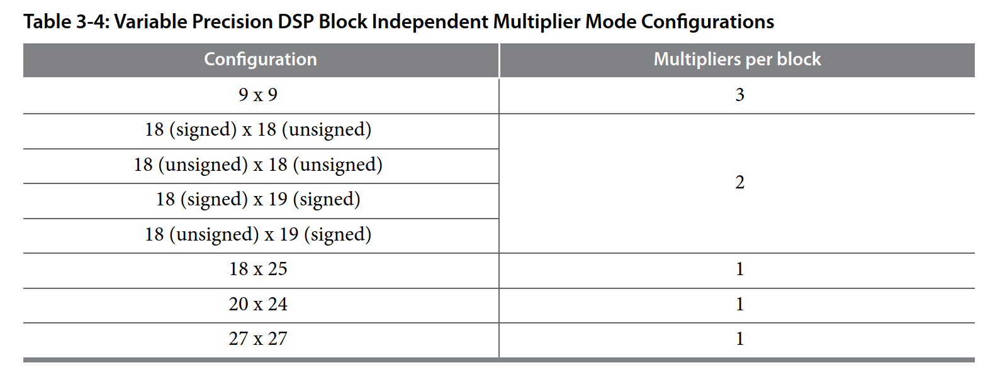 Table 3-4: Variable Precision DSP Block Independent Multiplier Mode Configurations
Configuration Multipliers per block
9 x 9 3
18 (signed) x 18 (unsigned)
18 (unsigned) x 18 (unsigned)
2
18 (signed) x 19 (signed)
18 (unsigned) x 19 (signed)
18 x 25 1
20 x 24 1
27 x 27 1